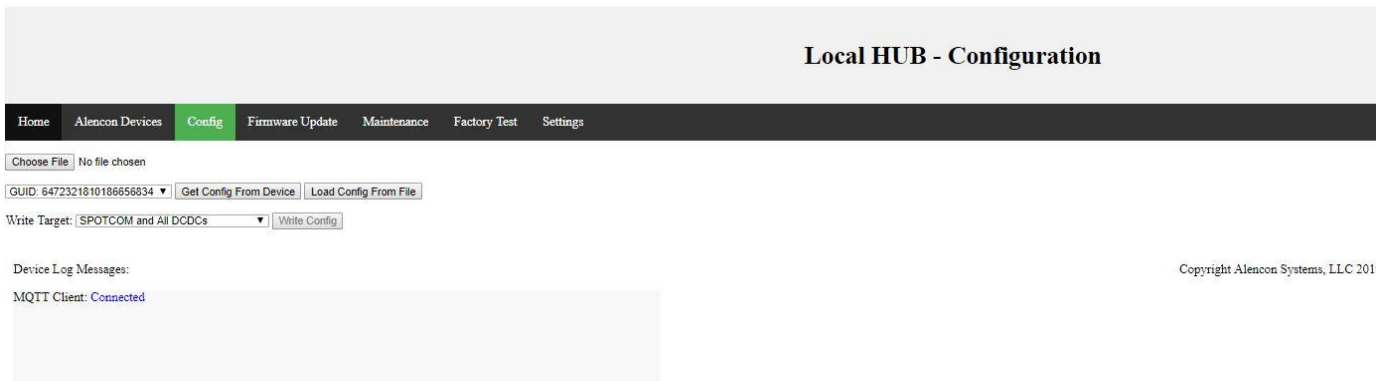 Local HUB - Configuration
Home Alencon Devices Config Firmware Update Maintenance Factory Test Settings
Choose File No file chosen
GUID: 6472321810186656834 Get Config From Device Load Config From File
Write Target: SPOTCOM and All DCDCs Write Config
Device Log Messages: Copyright Alencon Systems, LLC 201
MQTT Client: Connected